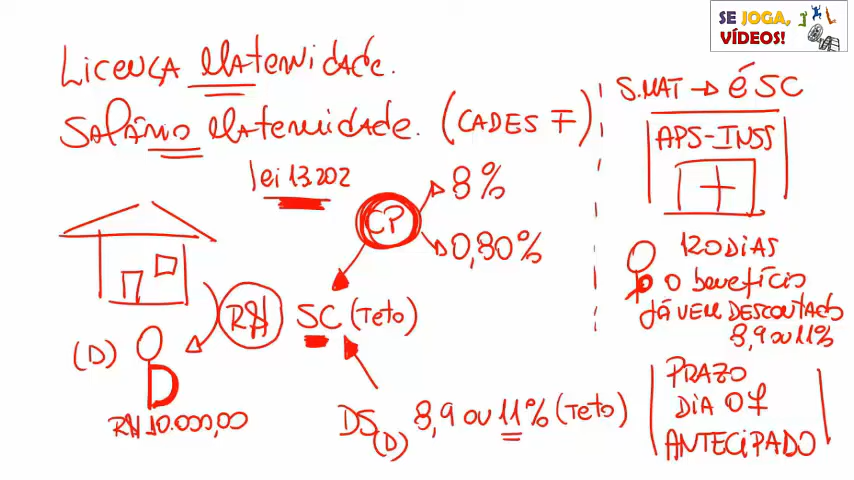 SE JOGA,
VÍDEOS!
LICENÇA MATERNIDADE.
SALÁRIO MATERNIDADE. (CADES F)
lei 13.202
CP
8%
0,80%
R$
SC (Teto)
(D)
R$ 10.000,00
DS(D) 8,9 ou 11% (Teto)
S.MAT → É SC
APS-INSS
120 DIAS
O benefício
JÁ VEM DESCONTADO
8,9 ou 11%
PRAZO
DIA 07
ANTECIPADO